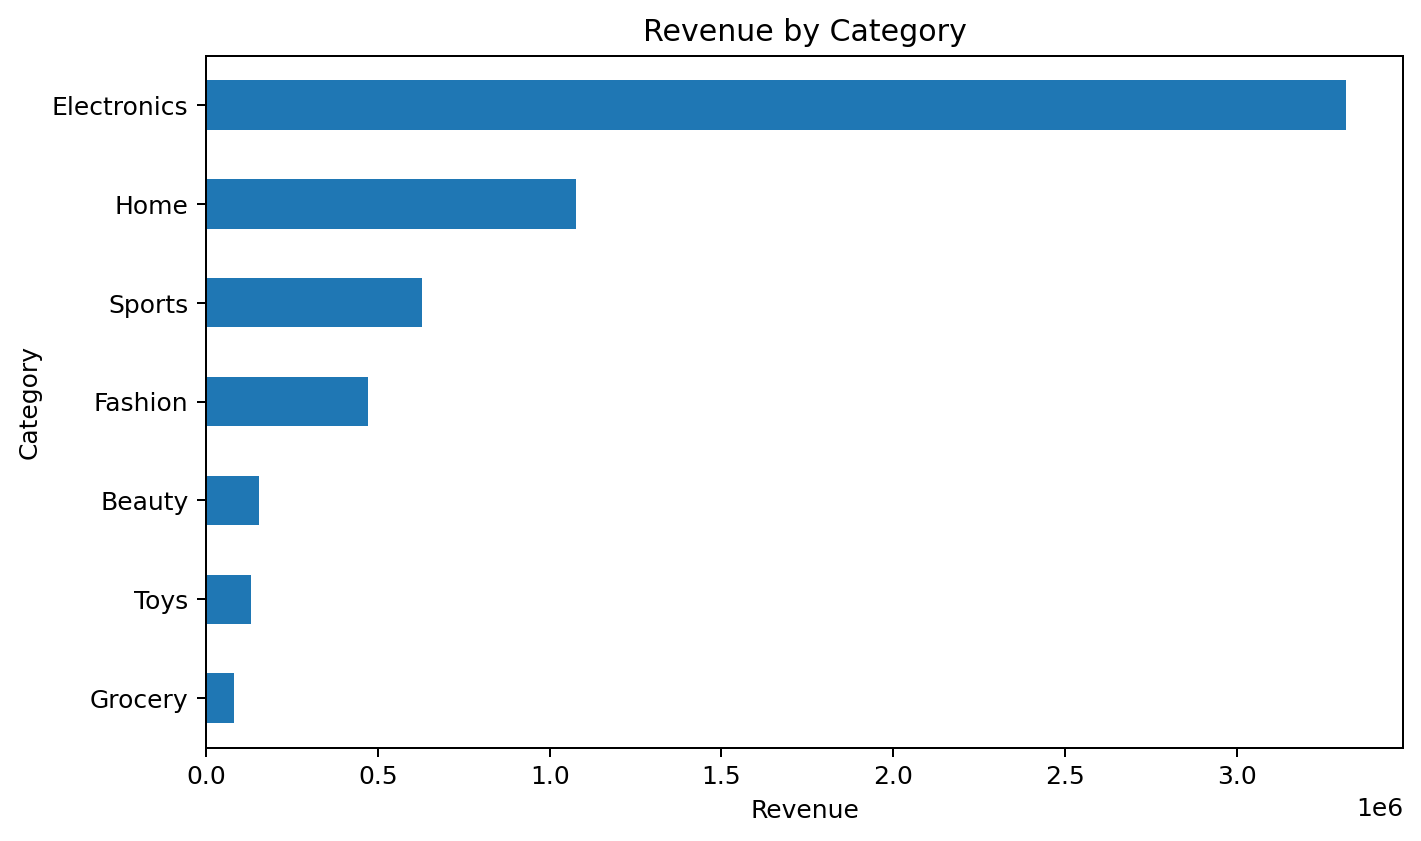 Revenue by Category
Category
Electronics
Home
Sports
Fashion
Beauty
Toys
Grocery
0.0 0.5 1.0 1.5 2.0 2.5 3.0
1e6
Revenue